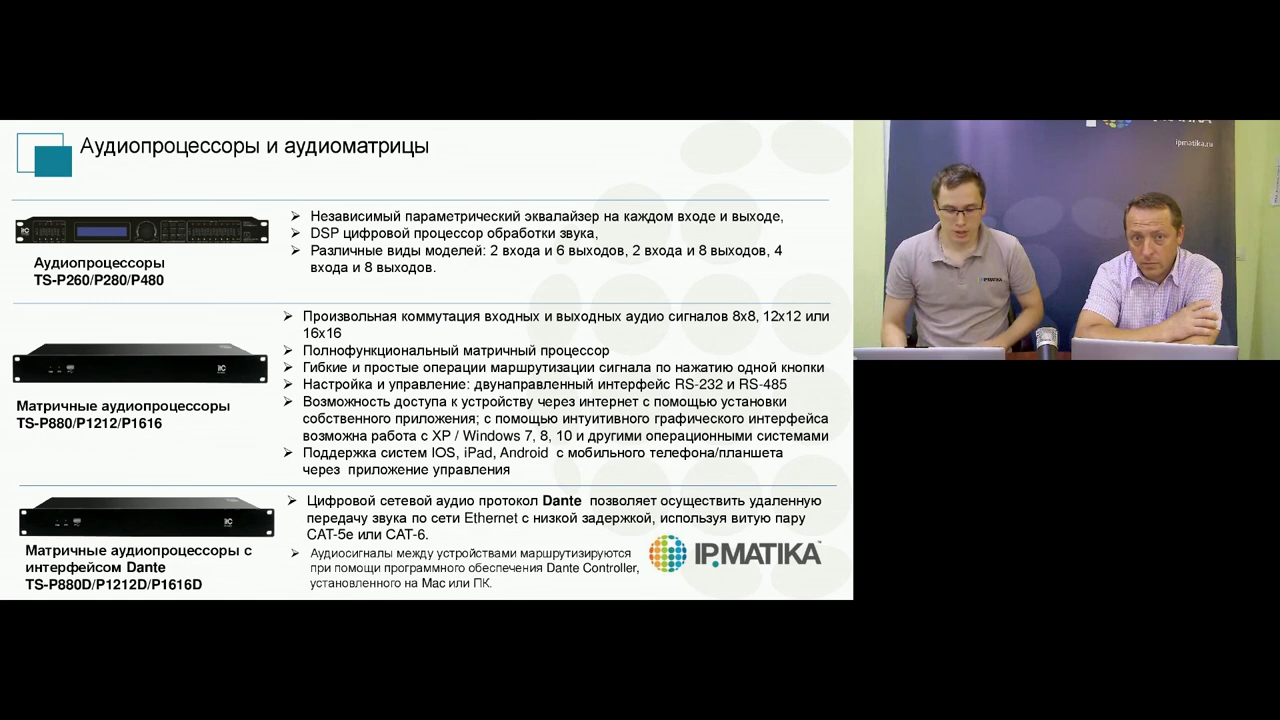 Аудиопроцессоры и аудиоматрицы
Аудиопроцессоры
TS-P260/P280/P480
➢ Независимый параметрический эквалайзер на каждом входе и выходе,
➢ DSP цифровой процессор обработки звука,
➢ Различные виды моделей: 2 входа и 6 выходов, 2 входа и 8 выходов, 4
входа и 8 выходов.
Матричные аудиопроцессоры
TS-P880/P1212/P1616
➢ Произвольная коммутация входных и выходных аудио сигналов 8x8, 12x12 или
16x16
➢ Полнофункциональный матричный процессор
➢ Гибкие и простые операции маршрутизации сигнала по нажатию одной кнопки
➢ Настройка и управление: двунаправленный интерфейс RS-232 и RS-485
➢ Возможность доступа к устройству через интернет с помощью установки
собственного приложения; с помощью интуитивного графического интерфейса
возможна работа с XP / Windows 7, 8, 10 и другими операционными системами
➢ Поддержка систем IOS, iPad, Android с мобильного телефона/планшета
через приложение управления
Матричные аудиопроцессоры с
интерфейсом Dante
TS-P880D/P1212D/P1616D
➢ Цифровой сетевой аудио протокол Dante позволяет осуществить удаленную
передачу звука по сети Ethernet с низкой задержкой, используя витую пару
CAT-5e или CAT-6.
➢ Аудиосигналы между устройствами маршрутизируются
при помощи программного обеспечения Dante Controller,
установленного на Mac или ПК.
IPMATIKA™
ipmatika.ru
IPMATIKA